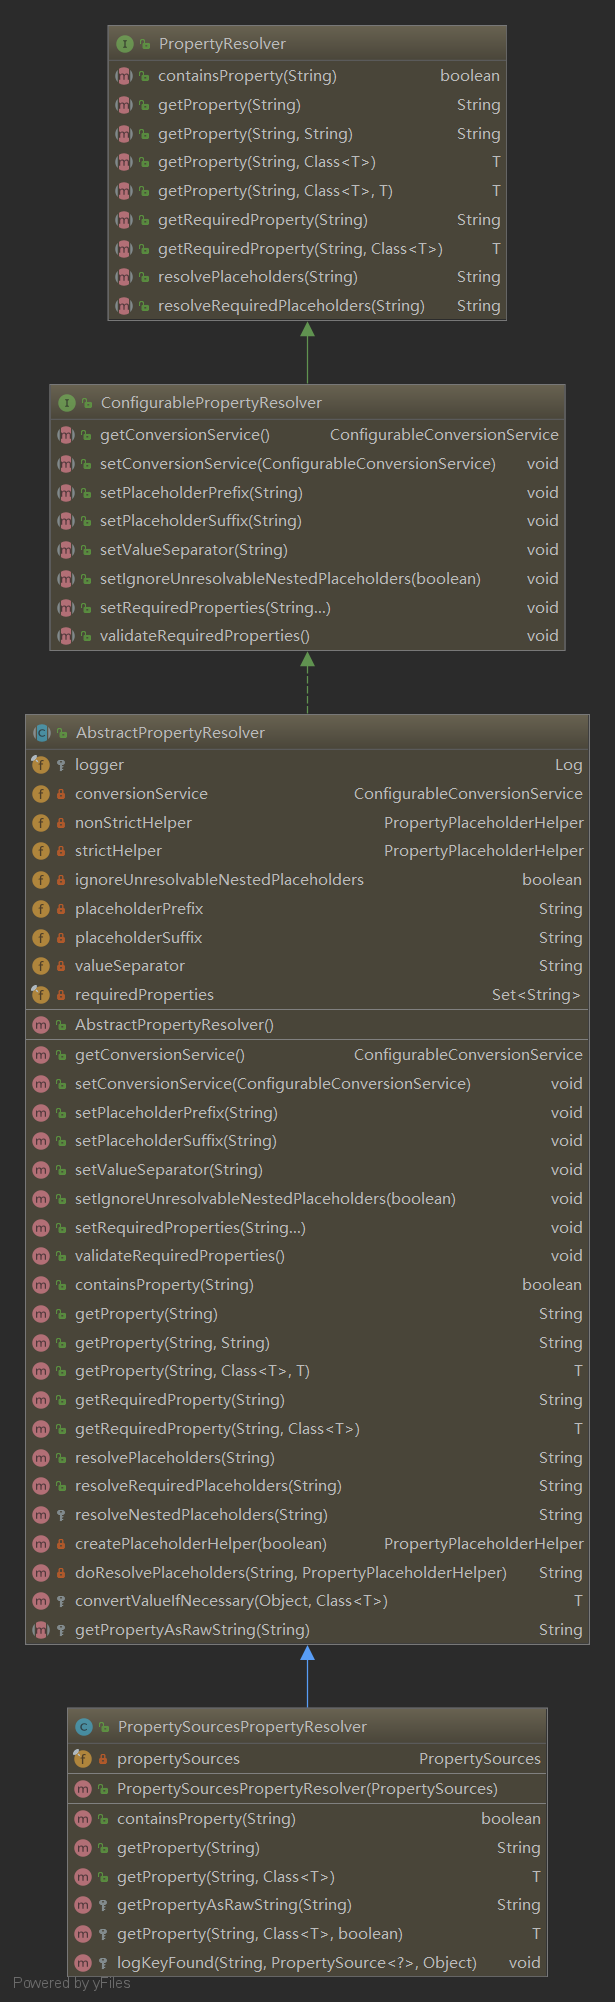 PropertyResolver
containsProperty(String) boolean
getProperty(String) String
getProperty(String, String) String
getProperty(String, Class<T>) T
getProperty(String, Class<T>, T) T
getRequiredProperty(String) String
getRequiredProperty(String, Class<T>) T
resolvePlaceholders(String) String
resolveRequiredPlaceholders(String) String
ConfigurablePropertyResolver
getConversionService() ConfigurableConversionService
setConversionService(ConfigurableConversionService) void
setPlaceholderPrefix(String) void
setPlaceholderSuffix(String) void
setValueSeparator(String) void
setIgnoreUnresolvableNestedPlaceholders(boolean) void
setRequiredProperties(String...) void
validateRequiredProperties() void
AbstractPropertyResolver
logger Log
conversionService ConfigurableConversionService
nonStrictHelper PropertyPlaceholderHelper
strictHelper PropertyPlaceholderHelper
ignoreUnresolvableNestedPlaceholders boolean
placeholderPrefix String
placeholderSuffix String
valueSeparator String
requiredProperties Set<String>
AbstractPropertyResolver()
getConversionService() ConfigurableConversionService
setConversionService(ConfigurableConversionService) void
setPlaceholderPrefix(String) void
setPlaceholderSuffix(String) void
setValueSeparator(String) void
setIgnoreUnresolvableNestedPlaceholders(boolean) void
setRequiredProperties(String...) void
validateRequiredProperties() void
containsProperty(String) boolean
getProperty(String) String
getProperty(String, String) String
getProperty(String, Class<T>, T) T
getRequiredProperty(String) String
getRequiredProperty(String, Class<T>) T
resolvePlaceholders(String) String
resolveRequiredPlaceholders(String) String
resolveNestedPlaceholders(String) String
createPlaceholderHelper(boolean) PropertyPlaceholderHelper
doResolvePlaceholders(String, PropertyPlaceholderHelper) String
convertValueIfNecessary(Object, Class<T>) T
getPropertyAsRawString(String) String
PropertySourcesPropertyResolver
propertySources PropertySources
PropertySourcesPropertyResolver(PropertySources)
containsProperty(String) boolean
getProperty(String) String
getProperty(String, Class<T>) T
getPropertyAsRawString(String) String
getProperty(String, Class<T>, boolean) T
logKeyFound(String, PropertySource<?>, Object) void
Powered by yFiles